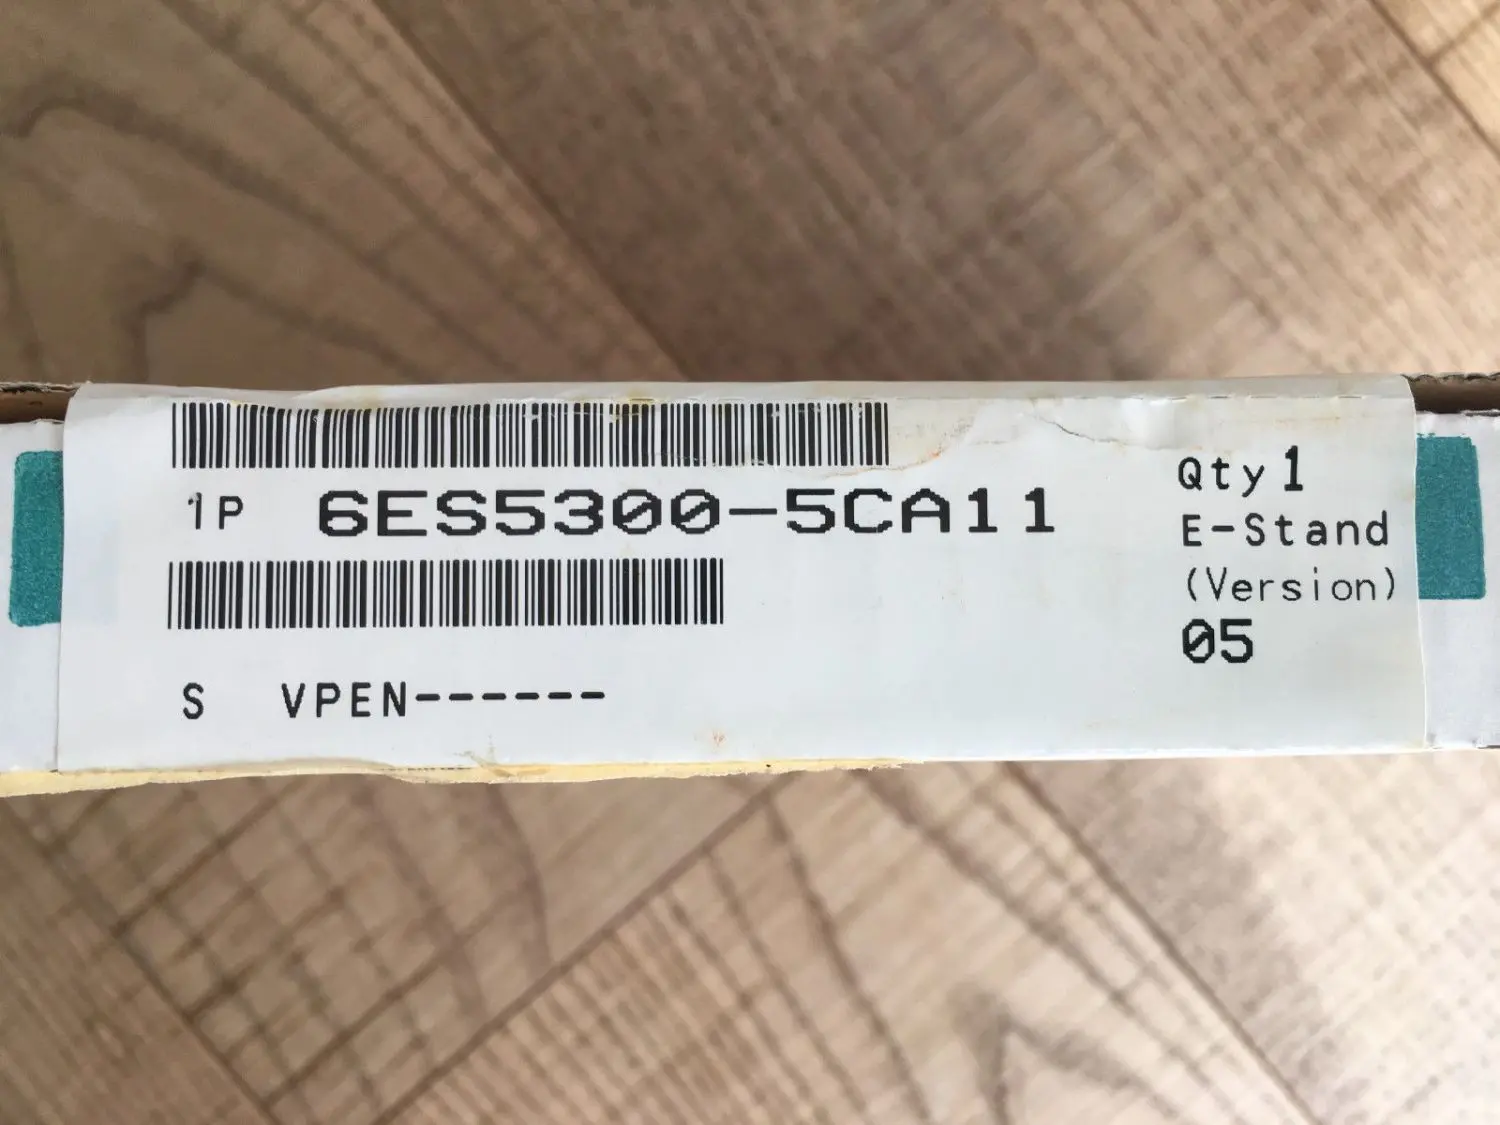 1P 6ES5300-5CA11
S VPEN------
Qty 1
E-Stand
(Version)
05